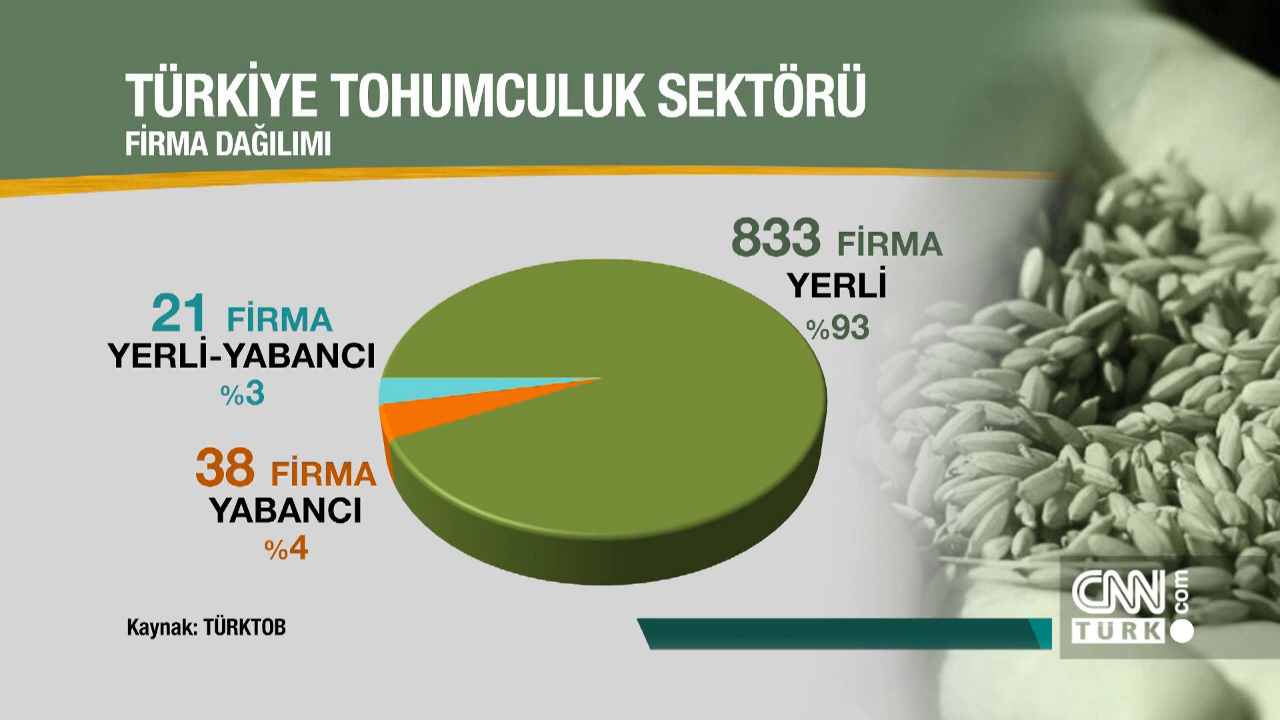 TÜRKİYE TOHUMCULUK SEKTÖRÜ
FİRMA DAĞILIMI
833 FİRMA
YERLİ
%93
21 FİRMA
YERLİ-YABANCI
%3
38 FİRMA
YABANCI
%4
Kaynak: TÜRKTOB
CNN
TURK
.com